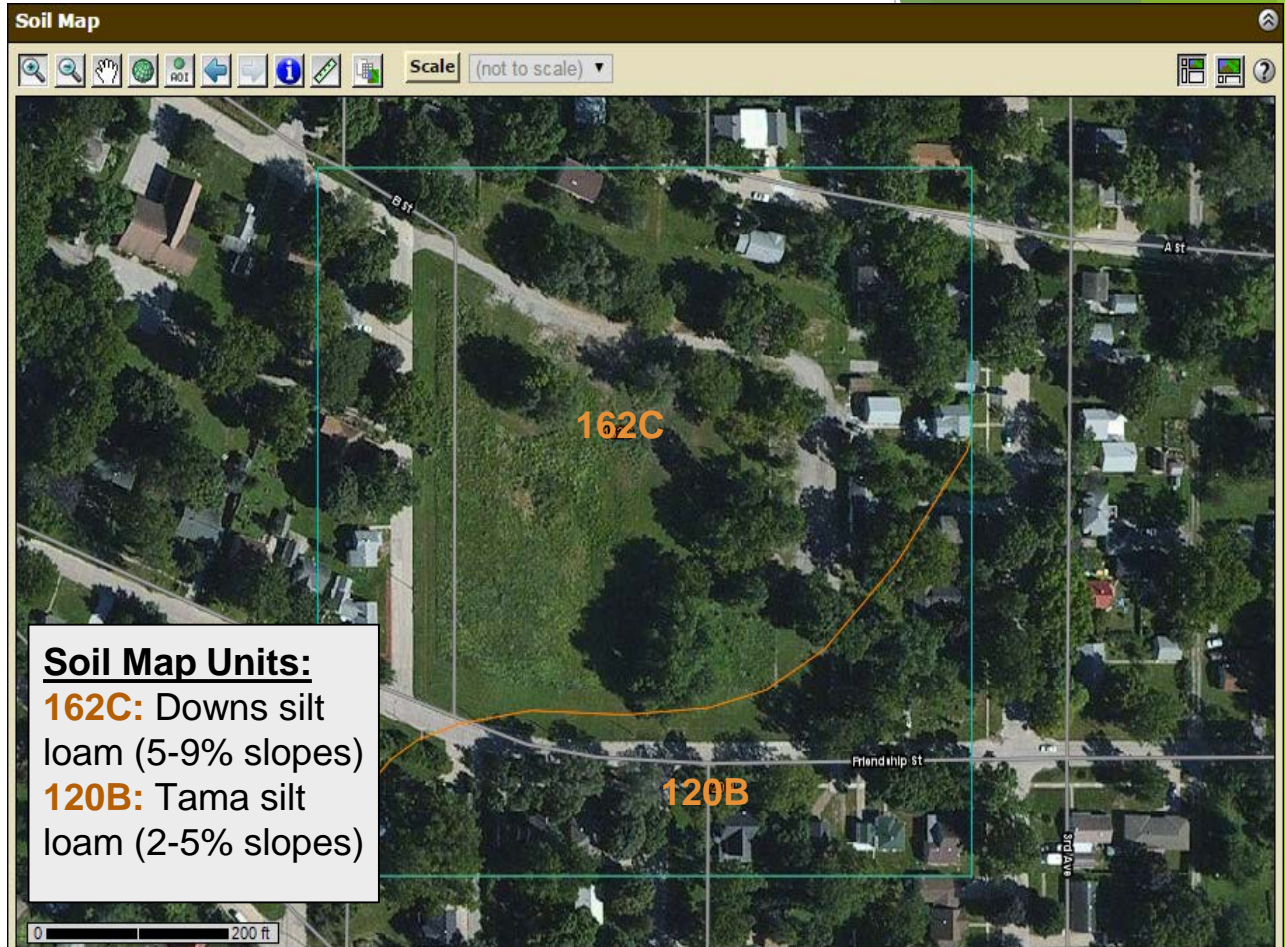 Soil Map
AOI
Scale (not to scale)
B St
A St
162C
Soil Map Units:
162C: Downs silt
loam (5-9% slopes)
120B: Tama silt
loam (2-5% slopes)
Friendship St
120B
3rd Ave
0 200 ft